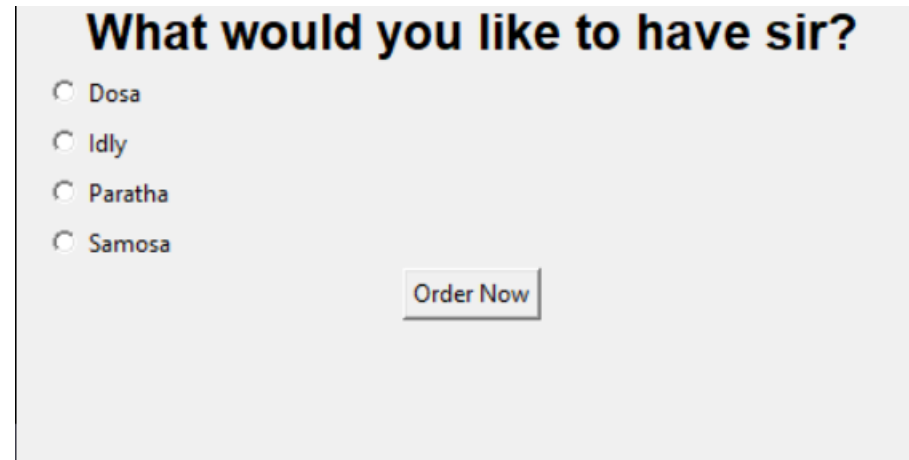 What would you like to have sir?
Dosa
Idly
Paratha
Samosa
Order Now